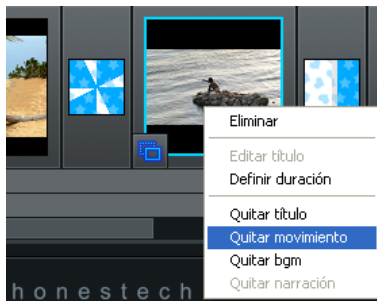 Eliminar
Editar título
Definir duración
Quitar título
Quitar movimiento
Quitar bgm
Quitar narración
honestech